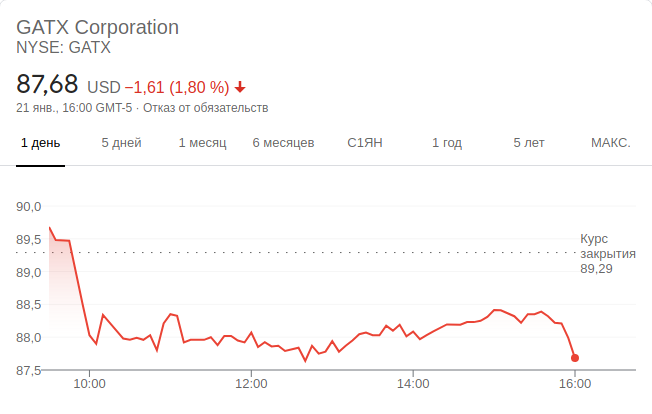 GATX Corporation
NYSE: GATX
87,68 USD −1,61 (1,80 %)
21 янв., 16:00 GMT-5 · Отказ от обязательств
1 день 5 дней 1 месяц 6 месяцев С1ЯН 1 год 5 лет МАКС.
90,0
89,5
89,0
88,5
88,0
87,5
Курс
закрытия
89,29
10:00 12:00 14:00 16:00